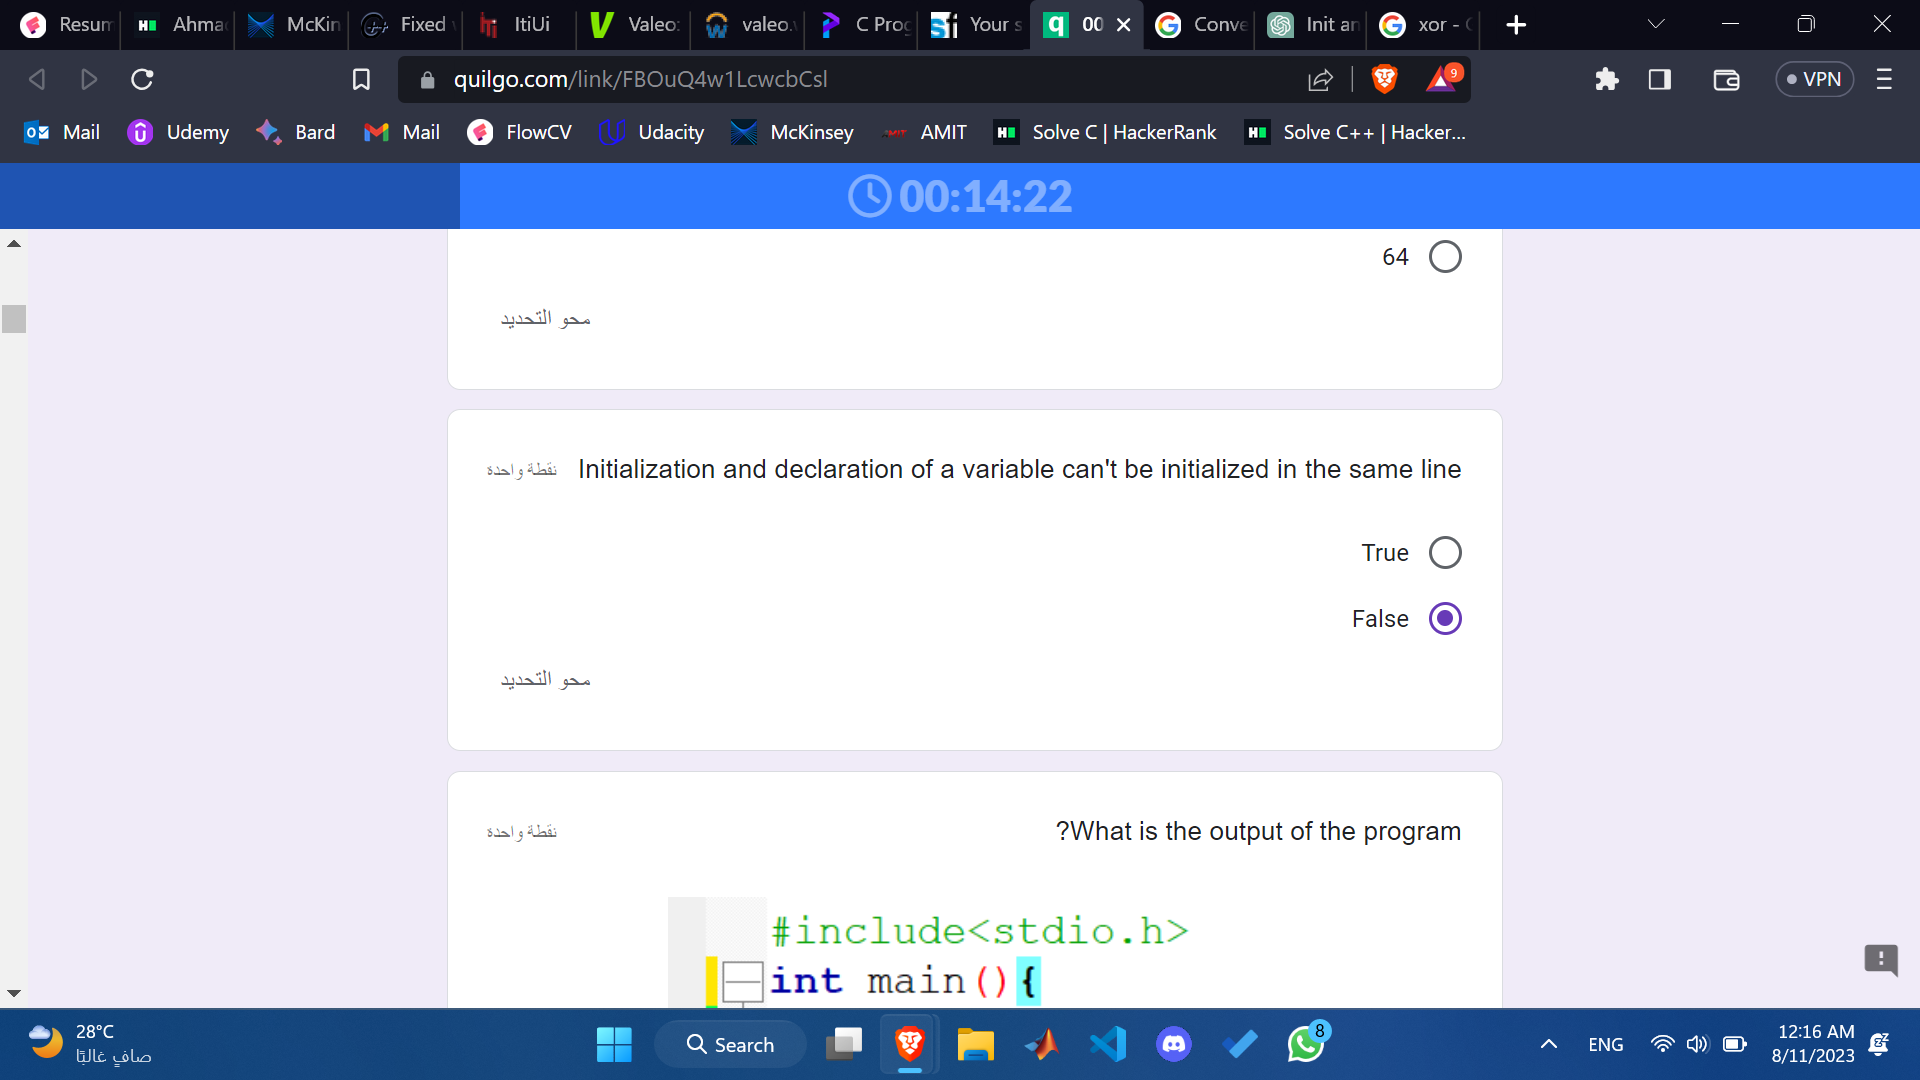 Resum
Ahma
McKin
Fixed
ItiUi
Valeo:
valeo.
C Prog
Your s
00
Conve
Init an
xor - 
quilgo.com/link/FBOuQ4w1LcwcbCsl
9
VPN
Mail
Udemy
Bard
Mail
FlowCV
Udacity
McKinsey
AMIT
Solve C | HackerRank
Solve C++ | Hacker...
00:14:22
64
محو التحديد
Initialization and declaration of a variable can't be initialized in the same line
نقطة واحدة
True
False
محو التحديد
?What is the output of the program
نقطة واحدة
#include<stdio.h>
int main(){
28°C
صافٍ غالبًا
Search
8
ENG
12:16 AM
8/11/2023